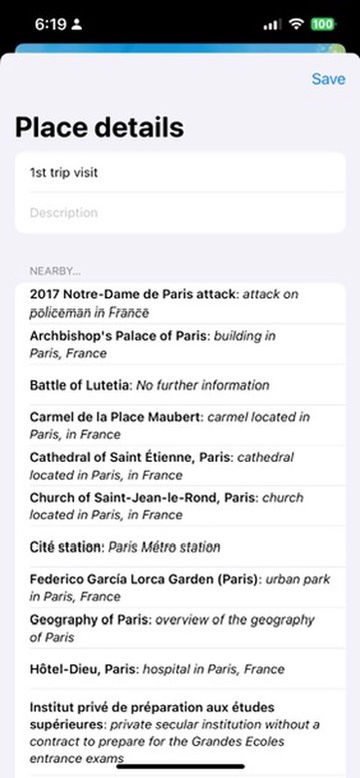 6:19
100
Save
Place details
1st trip visit
Description
NEARBY...
2017 Notre-Dame de Paris attack: attack on
policeman in France
Archbishop's Palace of Paris: building in
Paris, France
Battle of Lutetia: No further information
Carmel de la Place Maubert: carmel located in
Paris, in France
Cathedral of Saint Étienne, Paris: cathedral
located in Paris, in France
Church of Saint-Jean-le-Rond, Paris: church
located in Paris, in France
Cité station: Paris Métro station
Federico García Lorca Garden (Paris): urban park
in Paris, France
Geography of Paris: overview of the geography
of Paris
Hôtel-Dieu, Paris: hospital in Paris, France
Institut privé de préparation aux études
supérieures: private secular institution without a
contract to prepare for the Grandes Ecoles
entrance exams